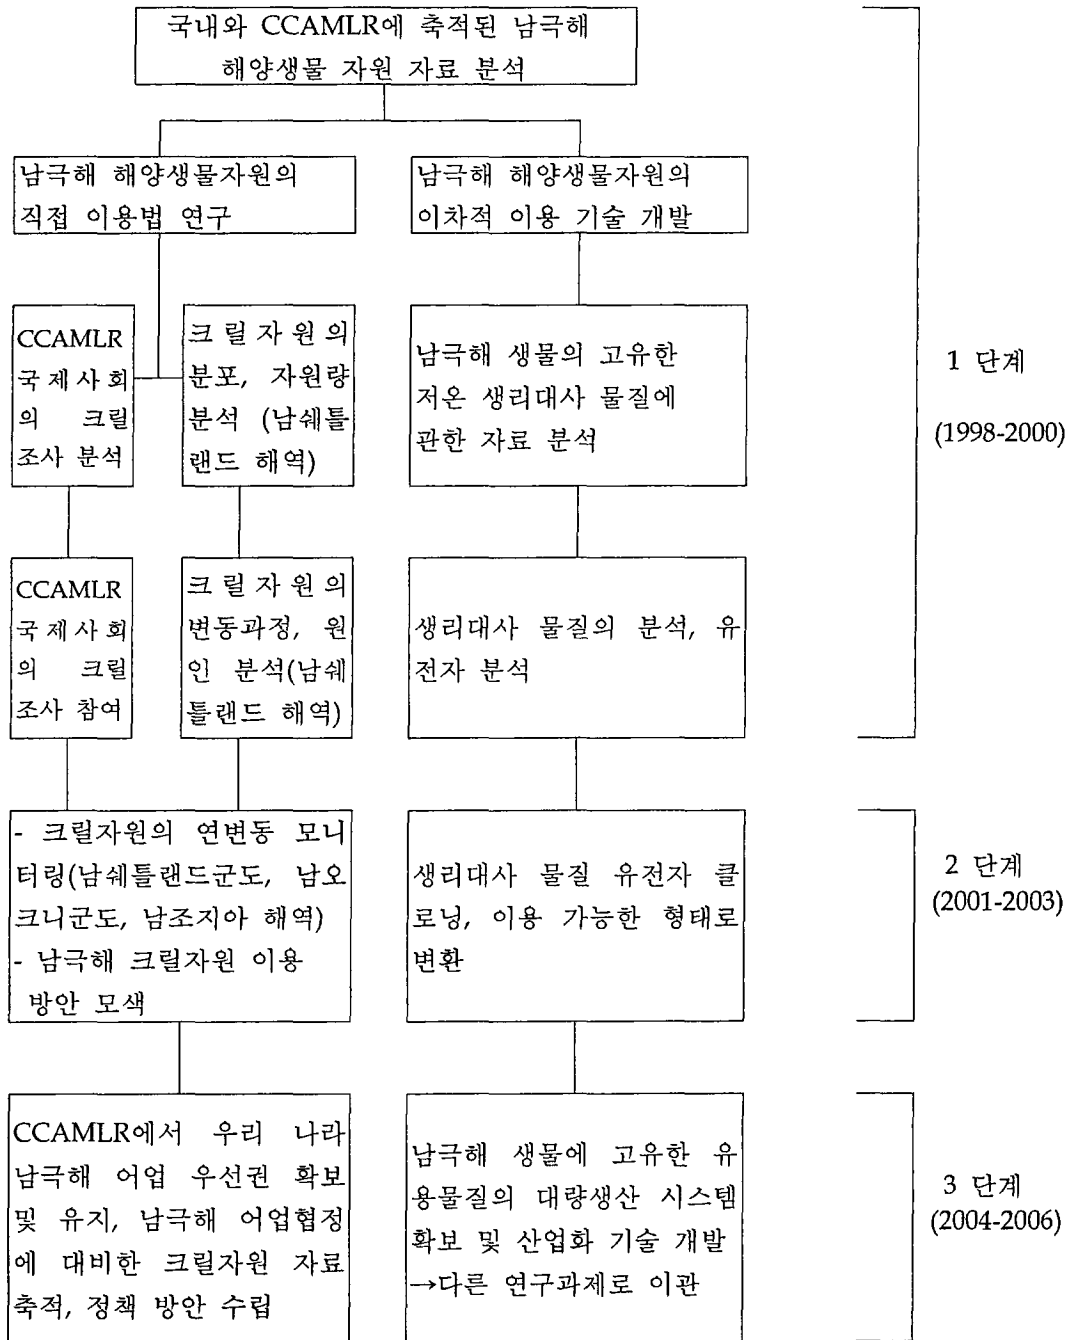 국내와 CCAMLR에 축적된 남극해
해양생물 자원 자료 분석
남극해 해양생물자원의
직접 이용법 연구
남극해 해양생물자원의
이차적 이용 기술 개발
CCAMLR
국제사회
의 크릴
조사 분석
크릴자원의
분포, 자원량
분석 (남쉐틀
랜드 해역)
남극해 생물의 고유한
저온 생리대사 물질에
관한 자료 분석
1 단계
(1998-2000)
CCAMLR
국제사회
의 크릴
조사 참여
크릴자원의
변동과정, 원
인 분석(남쉐
틀랜드 해역)
생리대사 물질의 분석, 유
전자 분석
- 크릴자원의 연변동 모니
터링(남쉐틀랜드군도, 남오
크니군도, 남조지아 해역)
- 남극해 크릴자원 이용
방안 모색
생리대사 물질 유전자 클
로닝, 이용 가능한 형태로
변환
2 단계
(2001-2003)
CCAMLR에서 우리 나라
남극해 어업 우선권 확보
및 유지, 남극해 어업협정
에 대비한 크릴자원 자료
축적, 정책 방안 수립
남극해 생물에 고유한 유
용물질의 대량생산 시스템
확보 및 산업화 기술 개발
→다른 연구과제로 이관
3 단계
(2004-2006)